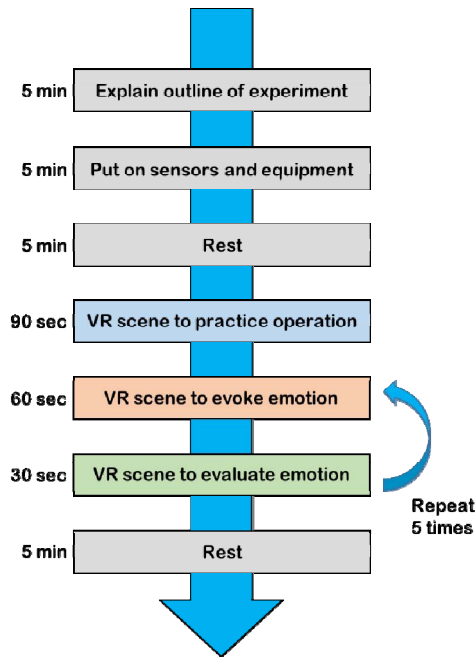 5 min Explain outline of experiment
5 min Put on sensors and equipment
5 min Rest
90 sec VR scene to practice operation
60 sec VR scene to evoke emotion
30 sec VR scene to evaluate emotion
Repeat
5 times
5 min Rest